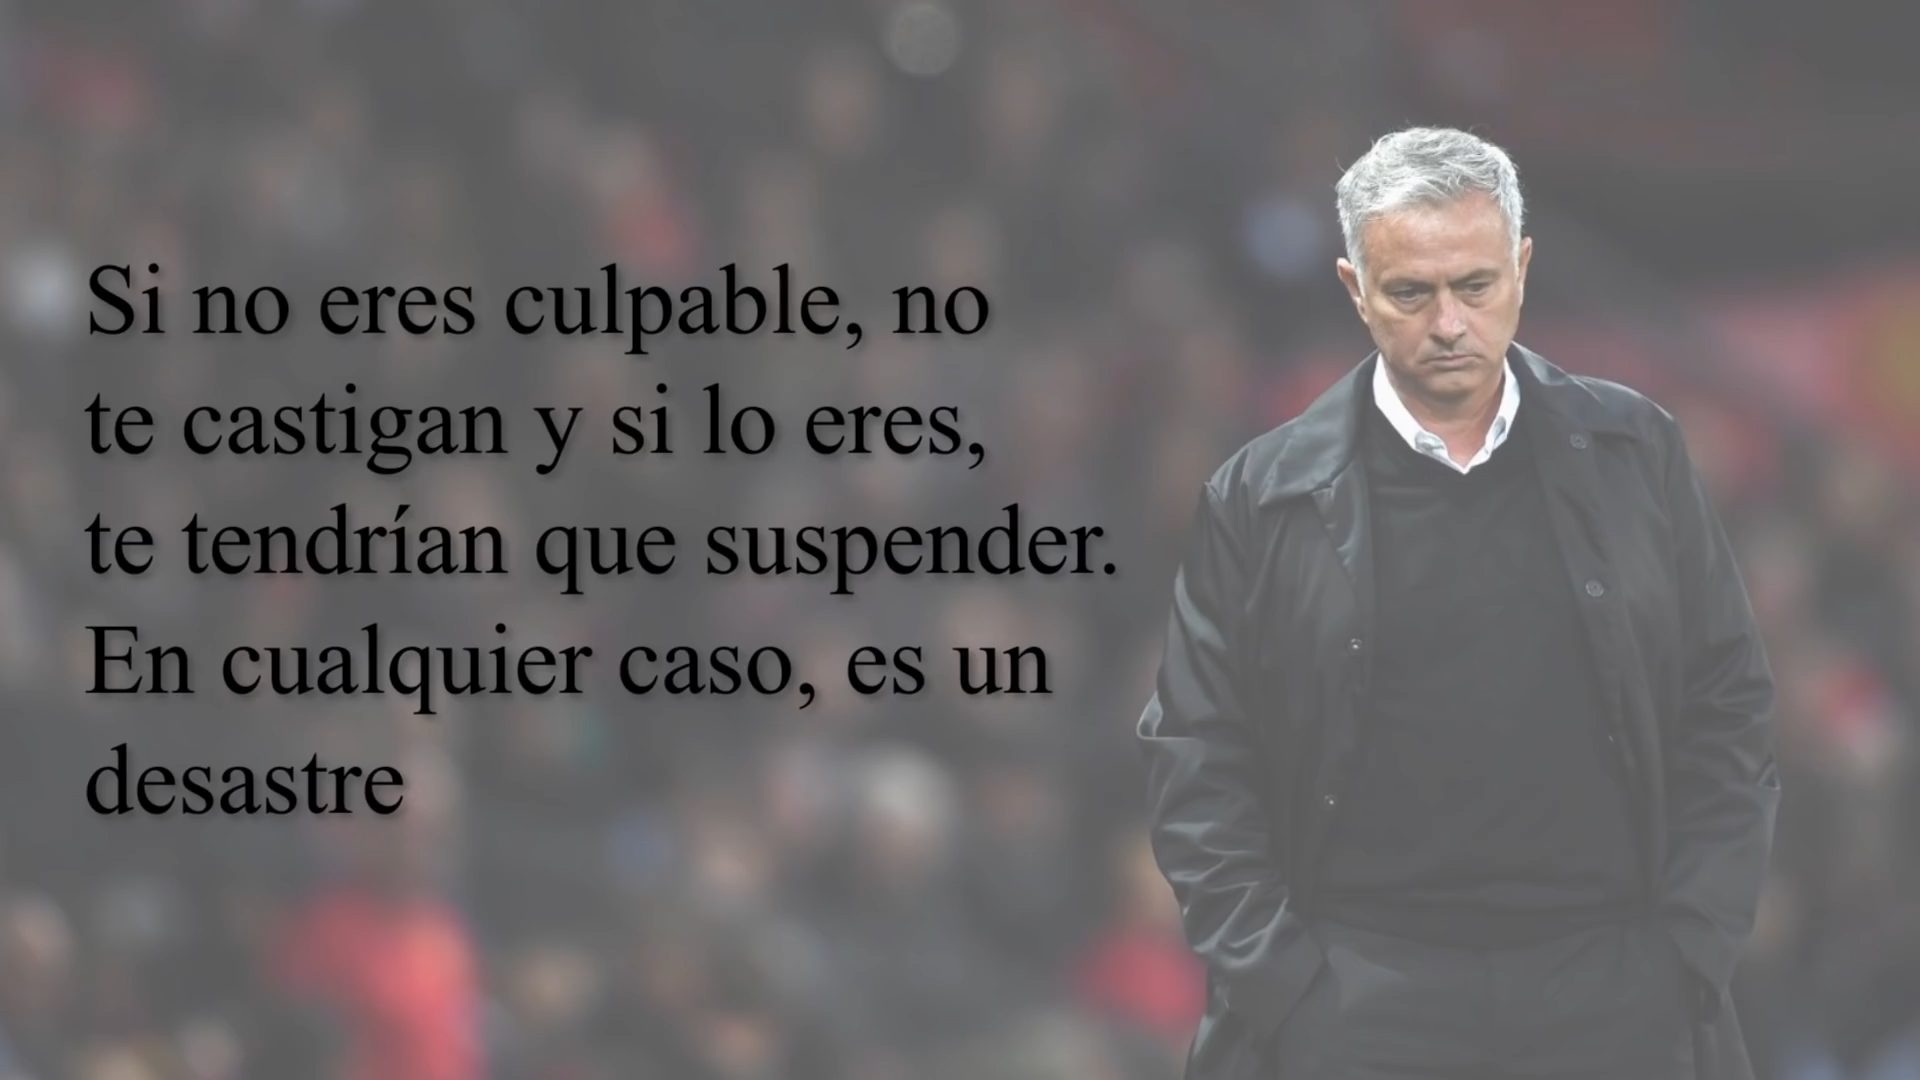 Si no eres culpable, no
te castigan y si lo eres,
te tendrían que suspender.
En cualquier caso, es un
desastre